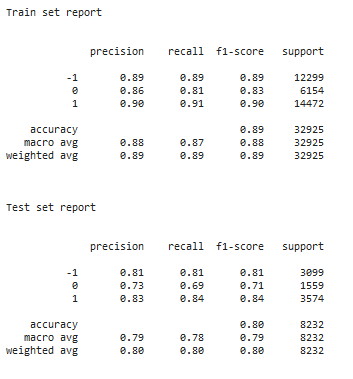 Train set report
precision recall f1-score support
-1 0.89 0.89 0.89 12299
0 0.86 0.81 0.83 6154
1 0.90 0.91 0.90 14472
accuracy 0.89 32925
macro avg 0.88 0.87 0.88 32925
weighted avg 0.89 0.89 0.89 32925
Test set report
precision recall f1-score support
-1 0.81 0.81 0.81 3099
0 0.73 0.69 0.71 1559
1 0.83 0.84 0.84 3574
accuracy 0.80 8232
macro avg 0.79 0.78 0.79 8232
weighted avg 0.80 0.80 0.80 8232